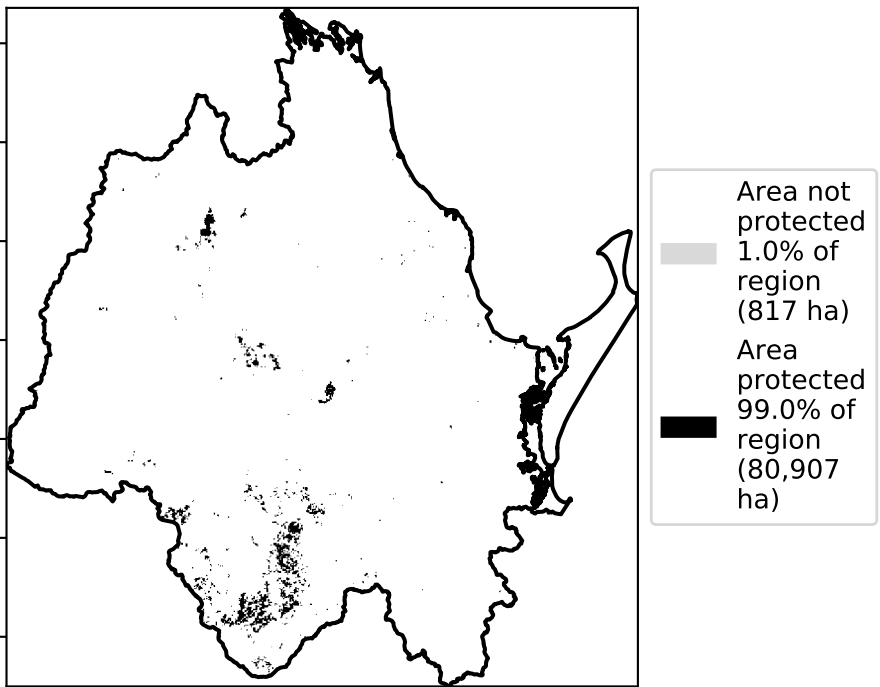 Area not
protected
1.0% of
region
(817 ha)
Area
protected
99.0% of
region
(80,907
ha)